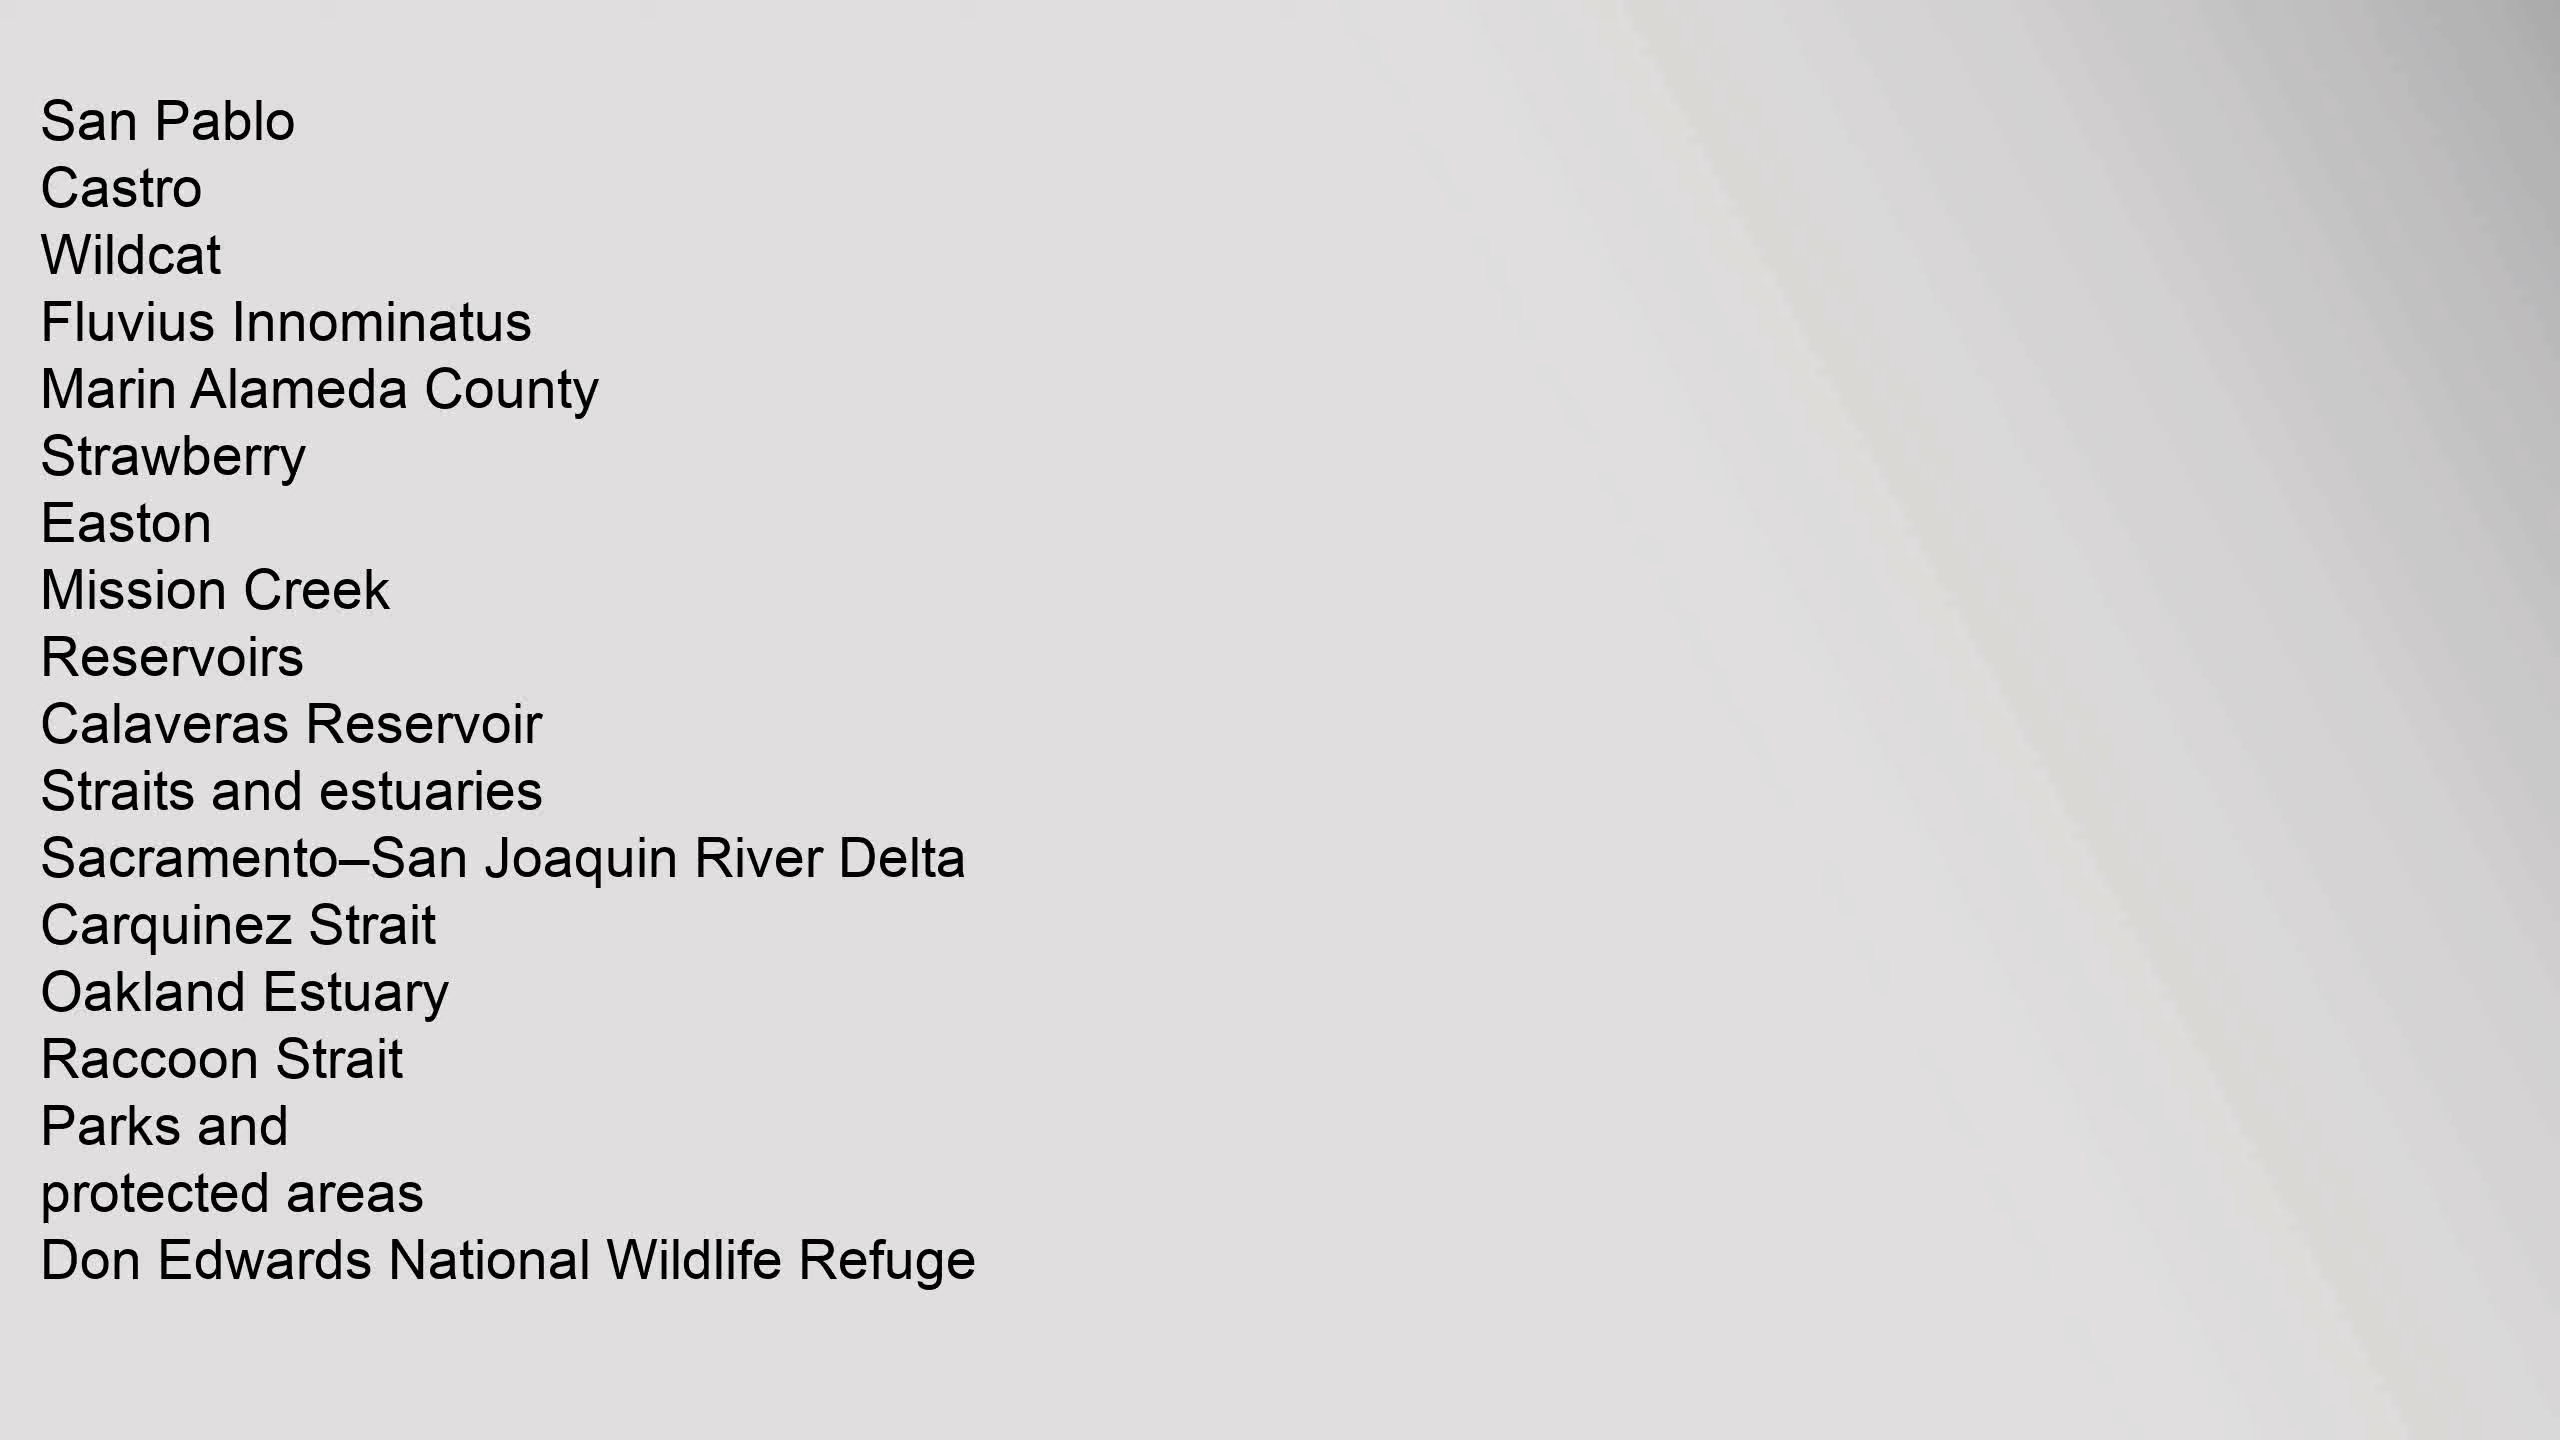 San Pablo
Castro
Wildcat
Fluvius Innominatus
Marin Alameda County
Strawberry
Easton
Mission Creek
Reservoirs
Calaveras Reservoir
Straits and estuaries
Sacramento–San Joaquin River Delta
Carquinez Strait
Oakland Estuary
Raccoon Strait
Parks and
protected areas
Don Edwards National Wildlife Refuge